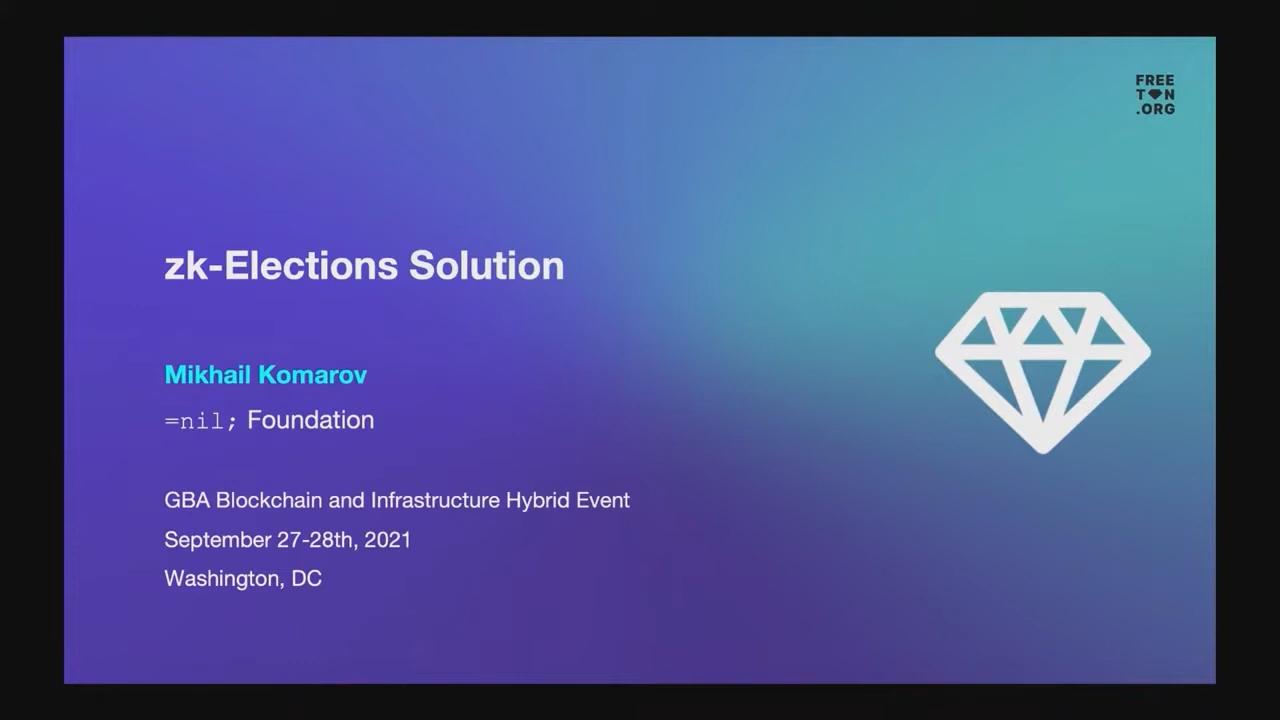 FREE
T N
.ORG
zk-Elections Solution
Mikhail Komarov
=nil; Foundation
GBA Blockchain and Infrastructure Hybrid Event
September 27-28th, 2021
Washington, DC